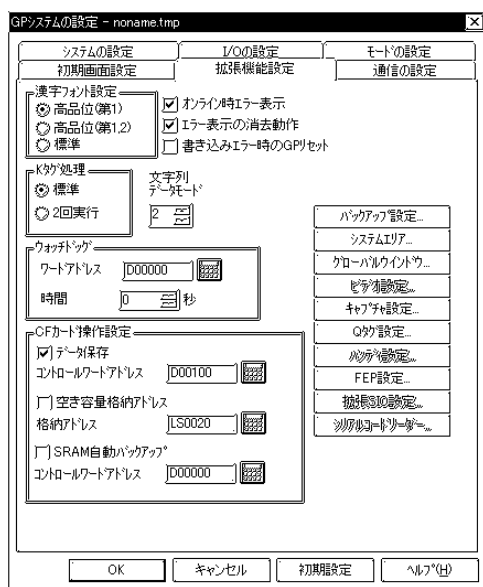 GPシステムの設定 - noname.tmp
システムの設定 I/Oの設定 モードの設定
初期画面設定 拡張機能設定 通信の設定
漢字フォント設定
高品位(第1)
高品位(第1,2)
標準
オンライン時エラー表示
エラー表示の消去動作
書き込みエラー時のGPリセット
Kタグ処理
標準
2回実行
文字列
データモード
2
ウォッチドッグ
ワードアドレス D00000
時間 0 秒
CFカード操作設定
データ保存
コントロールワードアドレス D00100
空き容量格納アドレス
格納アドレス LS0020
SRAM自動バックアップ
コントロールワードアドレス D00000
バックアップ設定...
システムエリア...
グローバルウインドウ...
ビデオ設定...
キャプチャ設定...
Qタグ設定...
ハンディ設定...
FEP設定...
拡張SIO設定...
シリアルコードリーダー...
OK キャンセル 初期設定 ヘルプ(H)